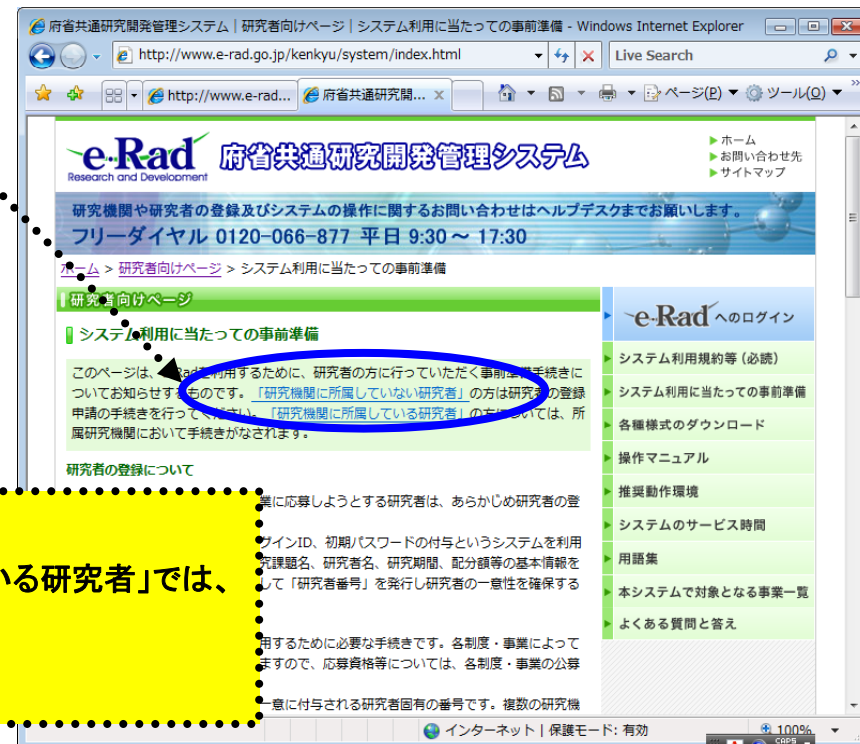 府省共通研究開発管理システム | 研究者向けページ | システム利用に当たっての事前準備 - Windows Internet Explorer
http://www.e-rad.go.jp/kenkyu/system/index.html
Live Search
http://www.e-rad...
府省共通研究開...
ページ(P)
ツール(O)
e-Rad
Research and Development
府省共通研究開発管理システム
ホーム
お問い合わせ先
サイトマップ
研究機関や研究者の登録及びシステムの操作に関するお問い合わせはヘルプデスクまでお願いします。
フリーダイヤル 0120-066-877 平日 9:30～ 17:30
ホーム > 研究者向けページ > システム利用に当たっての事前準備
研究者向けページ
システム利用に当たっての事前準備
このページは、e-Radを利用するために、研究者の方に行っていただく事前準備手続きに
ついてお知らせするものです。「研究機関に所属していない研究者」の方は研究者の登録
申請の手続きを行ってください。「研究機関に所属している研究者」の方については、所
属研究機関において手続きがなされます。
研究者の登録について
業に応募しようとする研究者は、あらかじめ研究者の登
グインID、初期パスワードの付与というシステムを利用
究課題名、研究者名、研究期間、配分額等の基本情報を
して「研究者番号」を発行し研究者の一意性を確保する
用するために必要な手続きです。各制度・事業によって
ますので、応募資格等については、各制度・事業の公募
一意に付与される研究者固有の番号です。複数の研究機
いる研究者」では、
e-Rad へのログイン
システム利用規約等 (必読)
システム利用に当たっての事前準備
各種様式のダウンロード
操作マニュアル
推奨動作環境
システムのサービス時間
用語集
本システムで対象となる事業一覧
よくある質問と答え
インターネット | 保護モード: 有効
100%
CAPS